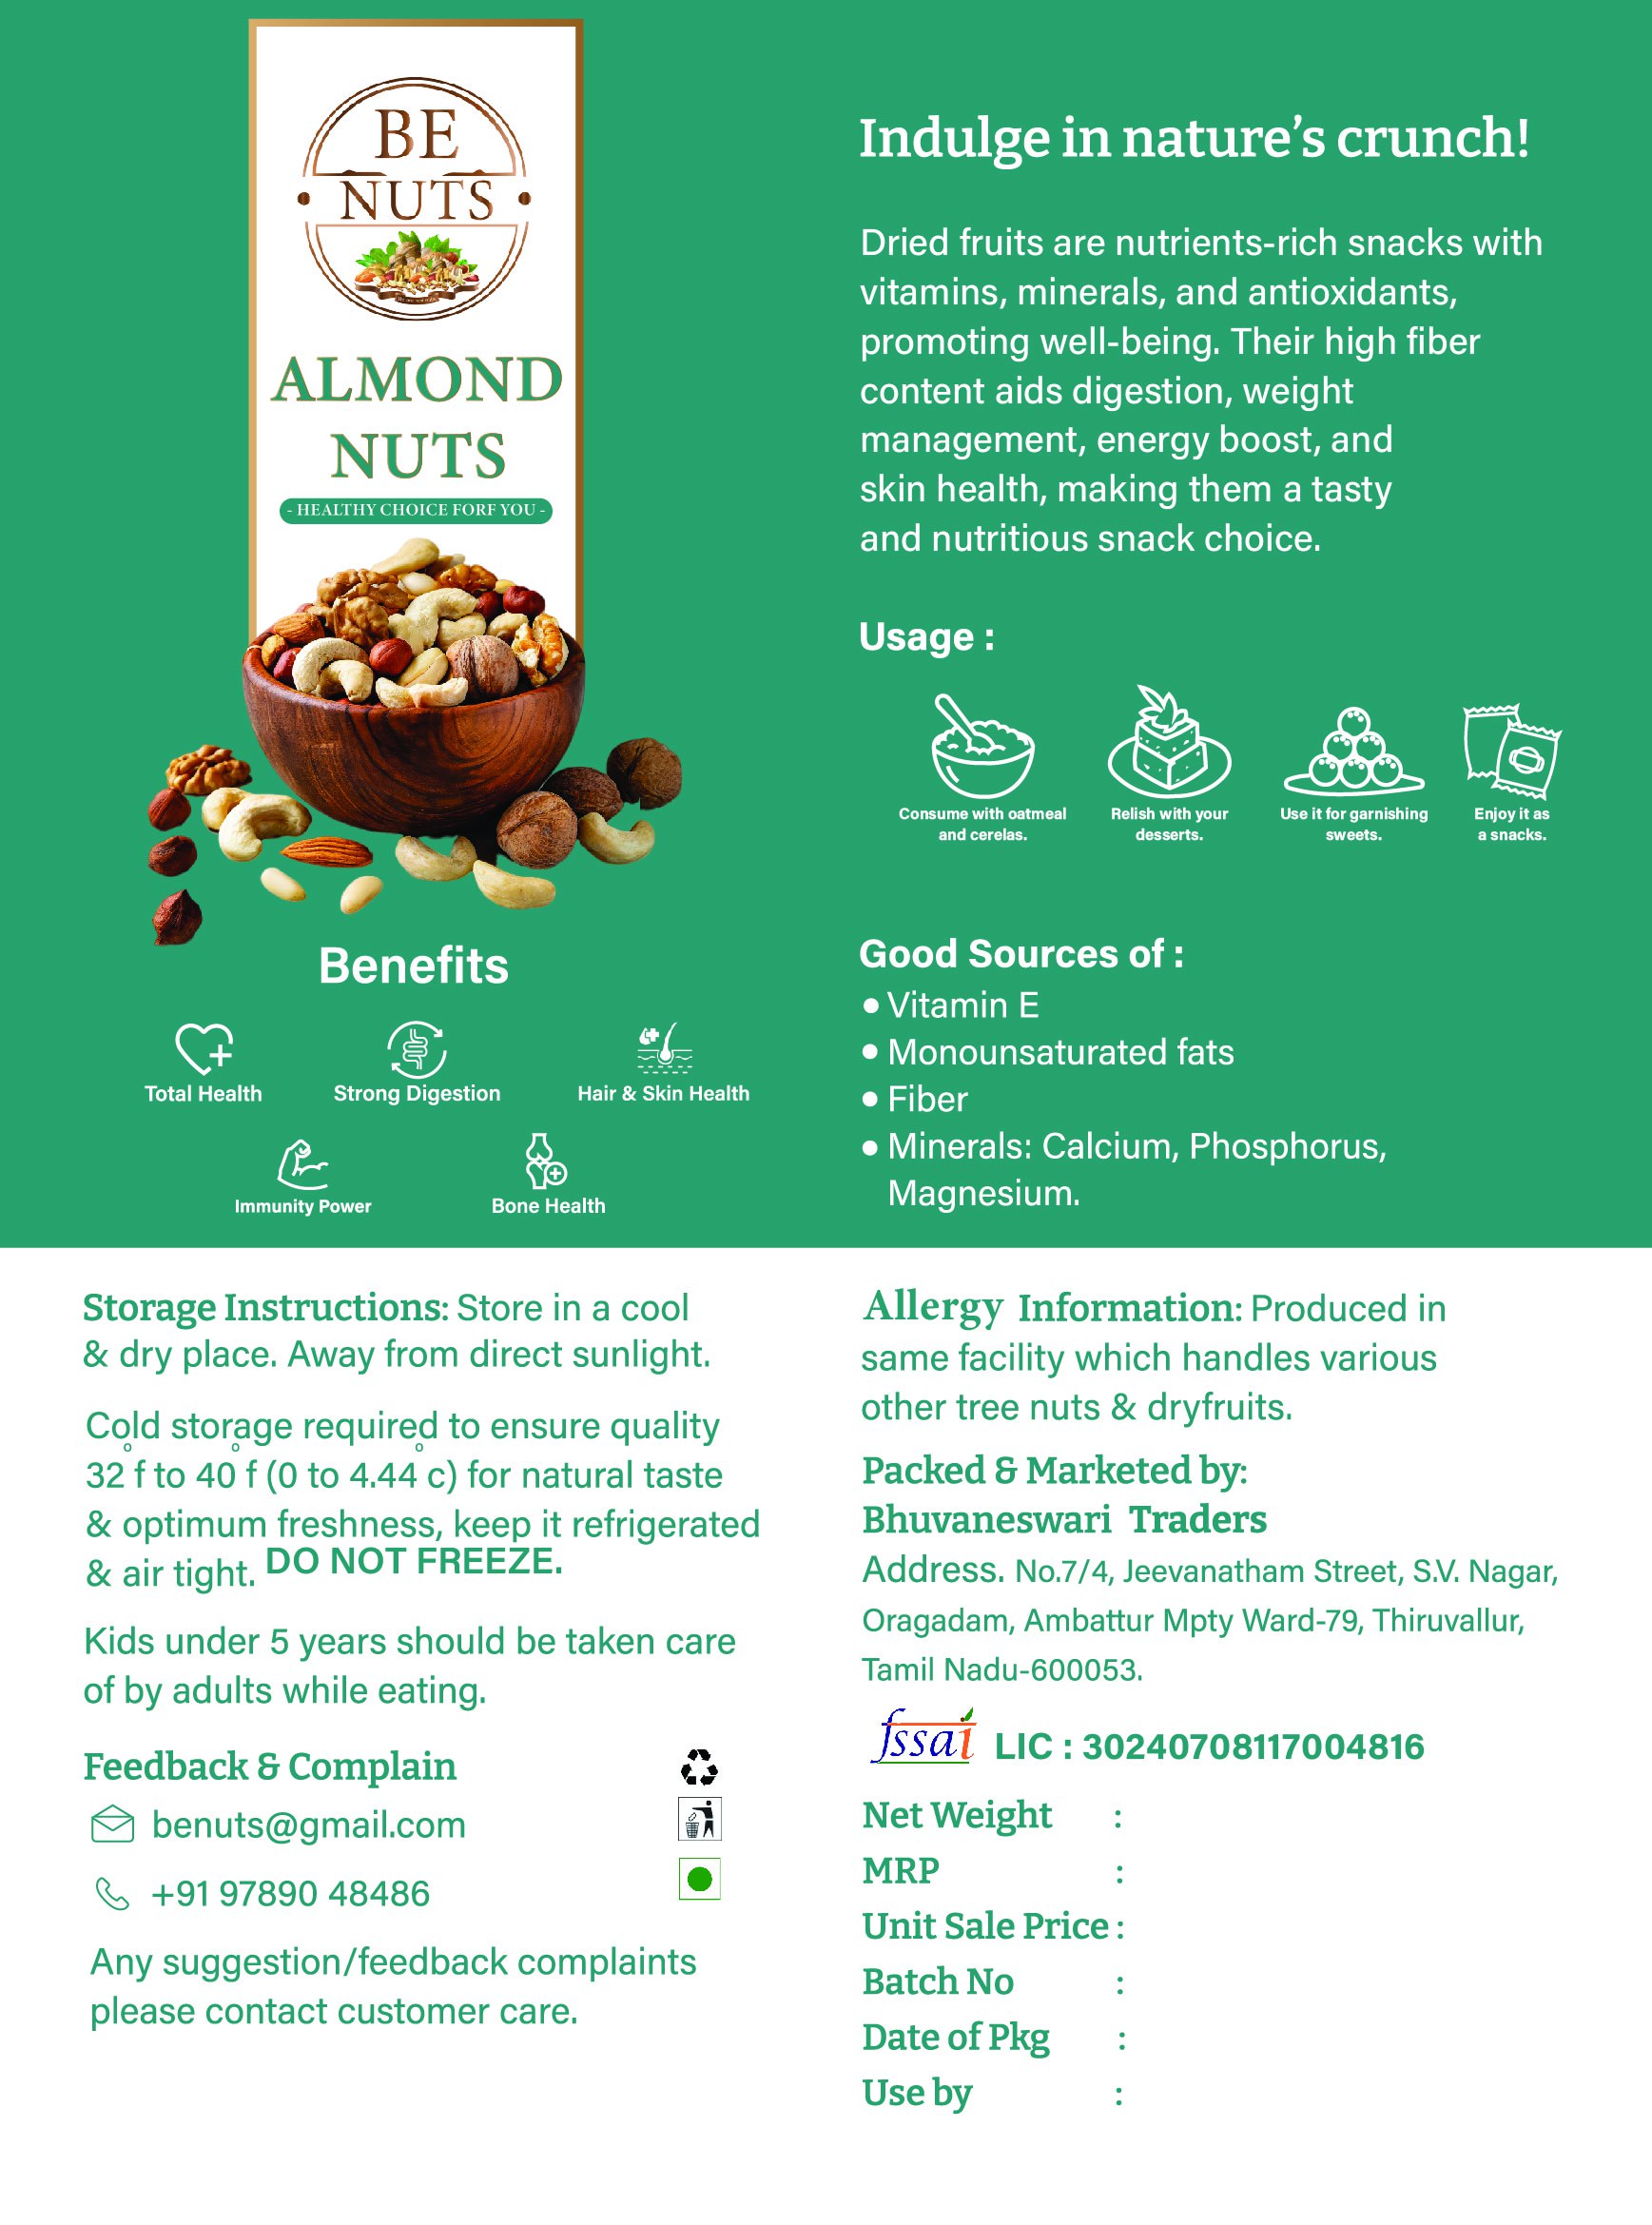 BE
NUTS
ALMOND
NUTS
- HEALTHY CHOICE FORF YOU -
Benefits
Total Health
Strong Digestion
Hair & Skin Health
Immunity Power
Bone Health
Indulge in nature's crunch!
Dried fruits are nutrients-rich snacks with
vitamins, minerals, and antioxidants,
promoting well-being. Their high fiber
content aids digestion, weight
management, energy boost, and
skin health, making them a tasty
and nutritious snack choice.
Usage :
Consume with oatmeal
and cerelas.
Relish with your
desserts.
Use it for garnishing
sweets.
Enjoy it as
a snacks.
Good Sources of :
● Vitamin E
● Monounsaturated fats
● Fiber
● Minerals: Calcium, Phosphorus,
Magnesium.
Storage Instructions: Store in a cool
& dry place. Away from direct sunlight.
Cold storage required to ensure quality
32°f to 40°f (0 to 4.44°c) for natural taste
& optimum freshness, keep it refrigerated
& air tight. DO NOT FREEZE.
Kids under 5 years should be taken care
of by adults while eating.
Feedback & Complain
benuts@gmail.com
+91 97890 48486
Any suggestion/feedback complaints
please contact customer care.
Allergy Information: Produced in
same facility which handles various
other tree nuts & dryfruits.
Packed & Marketed by:
Bhuvaneswari Traders
Address. No.7/4, Jeevanatham Street, S.V. Nagar,
Oragadam, Ambattur Mpty Ward-79, Thiruvallur,
Tamil Nadu-600053.
fssai LIC : 30240708117004816
Net Weight :
MRP :
Unit Sale Price :
Batch No :
Date of Pkg :
Use by :